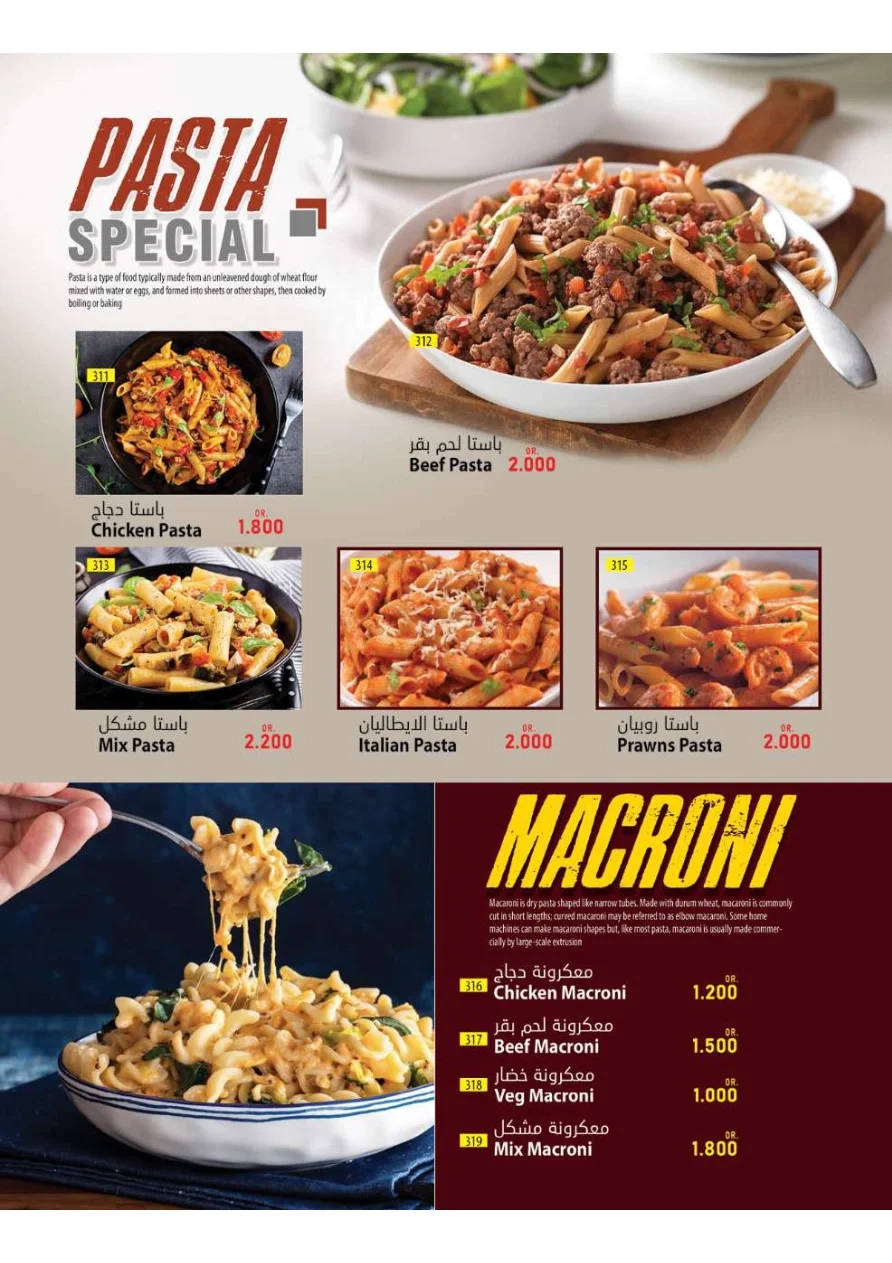 PASTA
SPECIAL
Pasta is a type of food typically made from an unleavened dough of wheat flour
mixed with water or eggs, and formed into sheets or other shapes, then cooked by
boiling or baking
312
باستا لحم بقر
Beef Pasta
OR.
2.000
311
باستا دجاج
Chicken Pasta
OR.
1.800
313
باستا مشكل
Mix Pasta
OR.
2.200
314
باستا الايطاليان
Italian Pasta
OR.
2.000
315
باستا روبيان
Prawns Pasta
OR.
2.000
MACRONI
Macaroni is dry pasta shaped like narrow tubes. Made with durum wheat, macaroni is commonly
cut in short lengths; curved macaroni may be referred to as elbow macaroni. Some home
machines can make macaroni shapes but, like most pasta, macaroni is usually made commer-
cially by large-scale extrusion
316
معكرونة دجاج
Chicken Macroni
OR.
1.200
317
معكرونة لحم بقر
Beef Macroni
OR.
1.500
318
معكرونة خضار
Veg Macroni
OR.
1.000
319
معكرونة مشكل
Mix Macroni
OR.
1.800